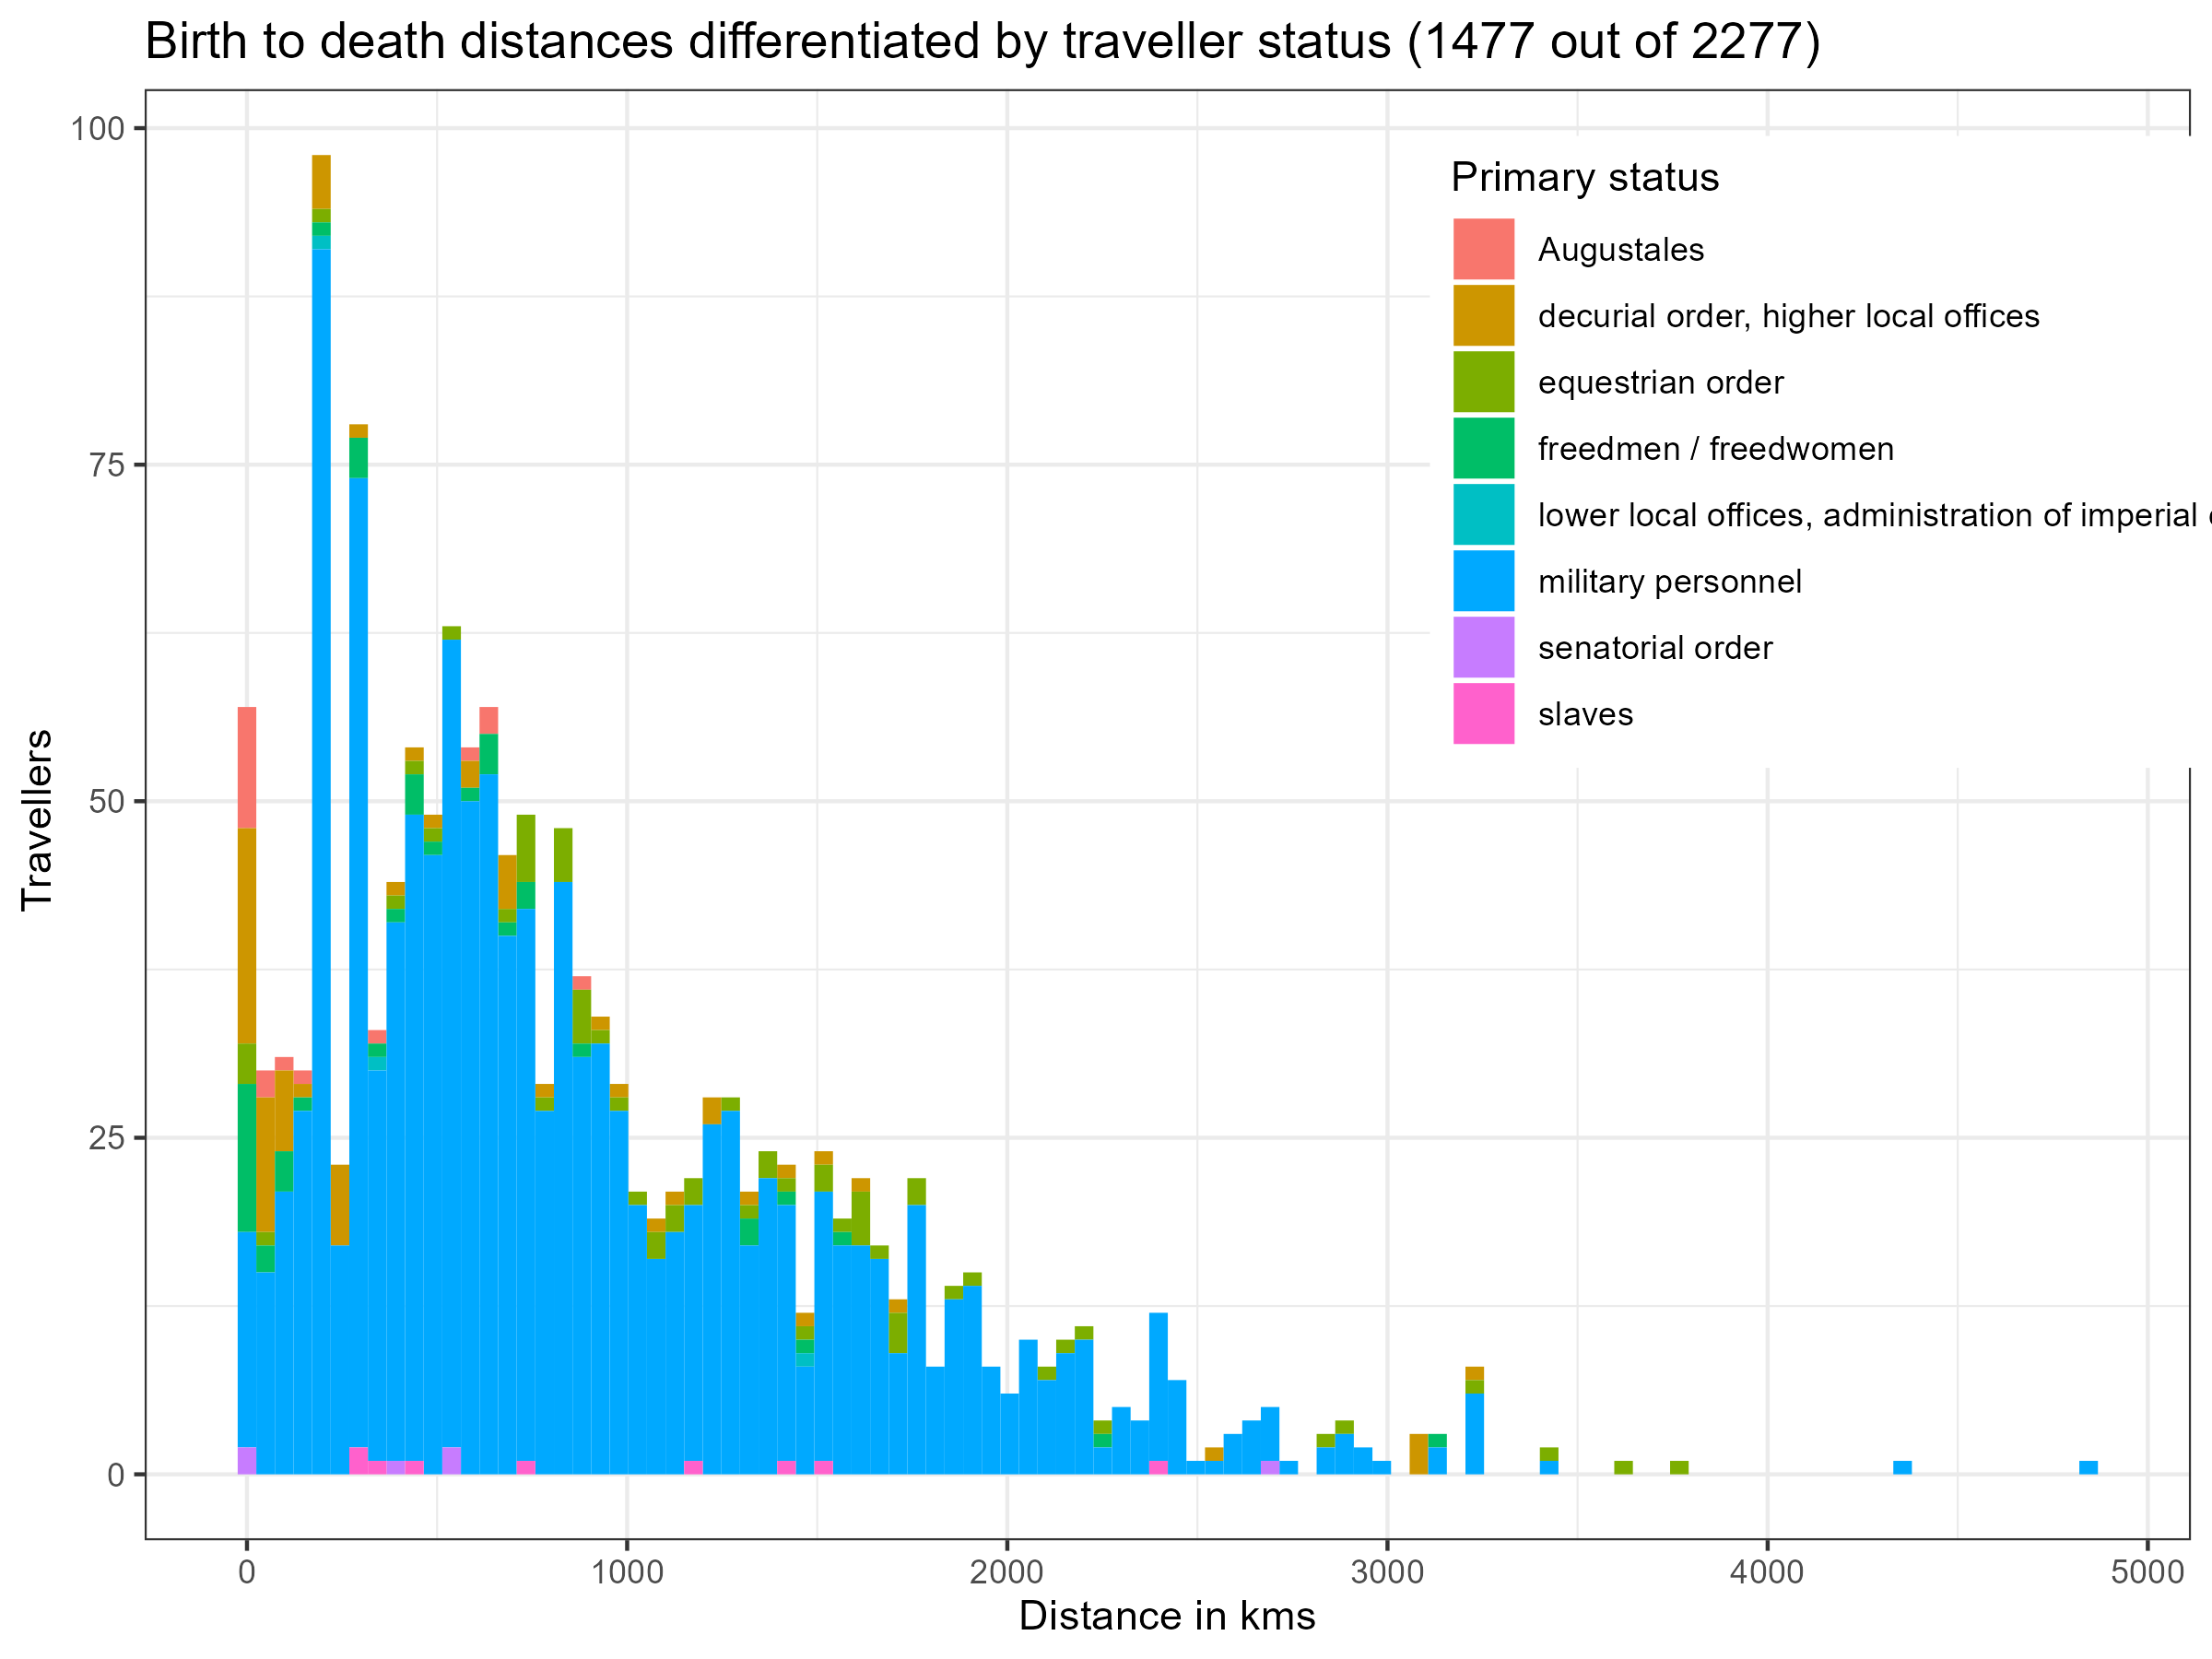 Birth to death distances differentiated by traveller status (1477 out of 2277)
100
75
50
25
0
Travellers
Primary status
Augustales
decurial order, higher local offices
equestrian order
freedmen / freedwomen
lower local offices, administration of imperial
military personnel
senatorial order
slaves
0 1000 2000 3000 4000 5000
Distance in kms